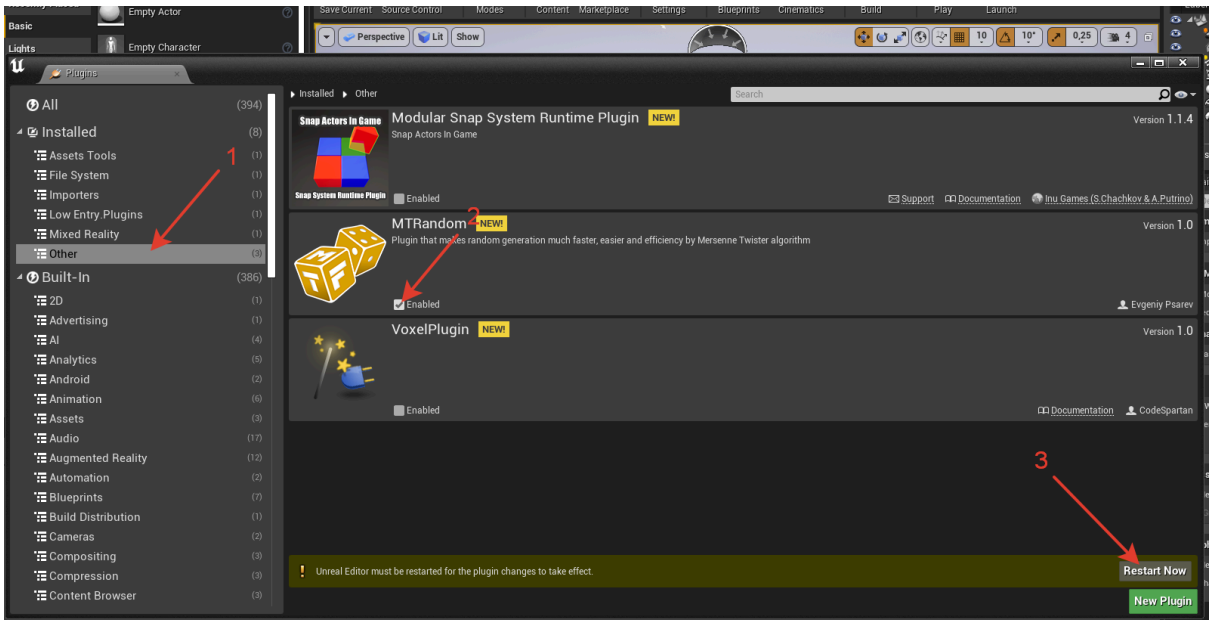 Save Current Source Control Modes Content Marketplace Settings Blueprints Cinematics Build Play Launch
Empty Actor
Basic
Perspective Lit Show 10 10° 0,25 4
Lights Empty Character
Plugins
All (394)
Installed (8)
Assets Tools (1)
File System (1)
Importers (1)
Low Entry.Plugins (1)
Mixed Reality (1)
Other (3)
Built-In (386)
2D (1)
Advertising (1)
AI (4)
Analytics (5)
Android (2)
Animation (6)
Assets (3)
Audio (17)
Augmented Reality (12)
Automation (2)
Blueprints (7)
Build Distribution (1)
Cameras (2)
Compositing (3)
Compression (3)
Content Browser (3)
1
Installed Other Search
Snap Actors In Game
Snap System Runtime Plugin
Modular Snap System Runtime Plugin NEW! Version 1.1.4
Snap Actors In Game
Enabled Support Documentation Inu Games (S.Chachkov & A.Putrino)
2
MTRandom NEW! Version 1.0
Plugin that makes random generation much faster, easier and efficiency by Mersenne Twister algorithm
M T F
Enabled Evgeniy Psarev
VoxelPlugin NEW! Version 1.0
Enabled Documentation CodeSpartan
3
Unreal Editor must be restarted for the plugin changes to take effect. Restart Now
New Plugin